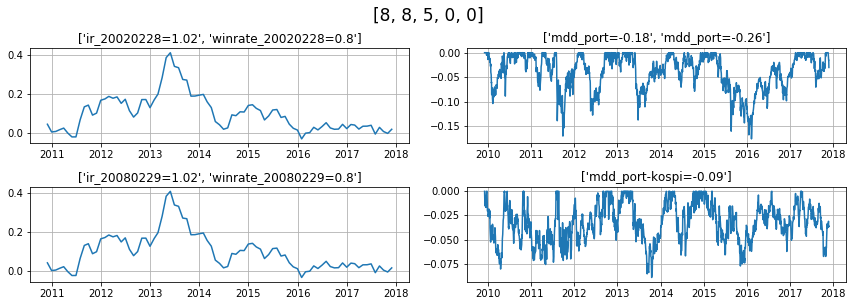 [8, 8, 5, 0, 0]
['ir_20020228=1.02', 'winrate_20020228=0.8']
0.4
0.2
0.0
2011 2012 2013 2014 2015 2016 2017 2018
['mdd_port=-0.18', 'mdd_port=-0.26']
0.00
−0.05
−0.10
−0.15
2010 2011 2012 2013 2014 2015 2016 2017 2018
['ir_20080229=1.02', 'winrate_20080229=0.8']
0.4
0.2
0.0
2011 2012 2013 2014 2015 2016 2017 2018
['mdd_port-kospi=-0.09']
0.000
−0.025
−0.050
−0.075
2010 2011 2012 2013 2014 2015 2016 2017 2018